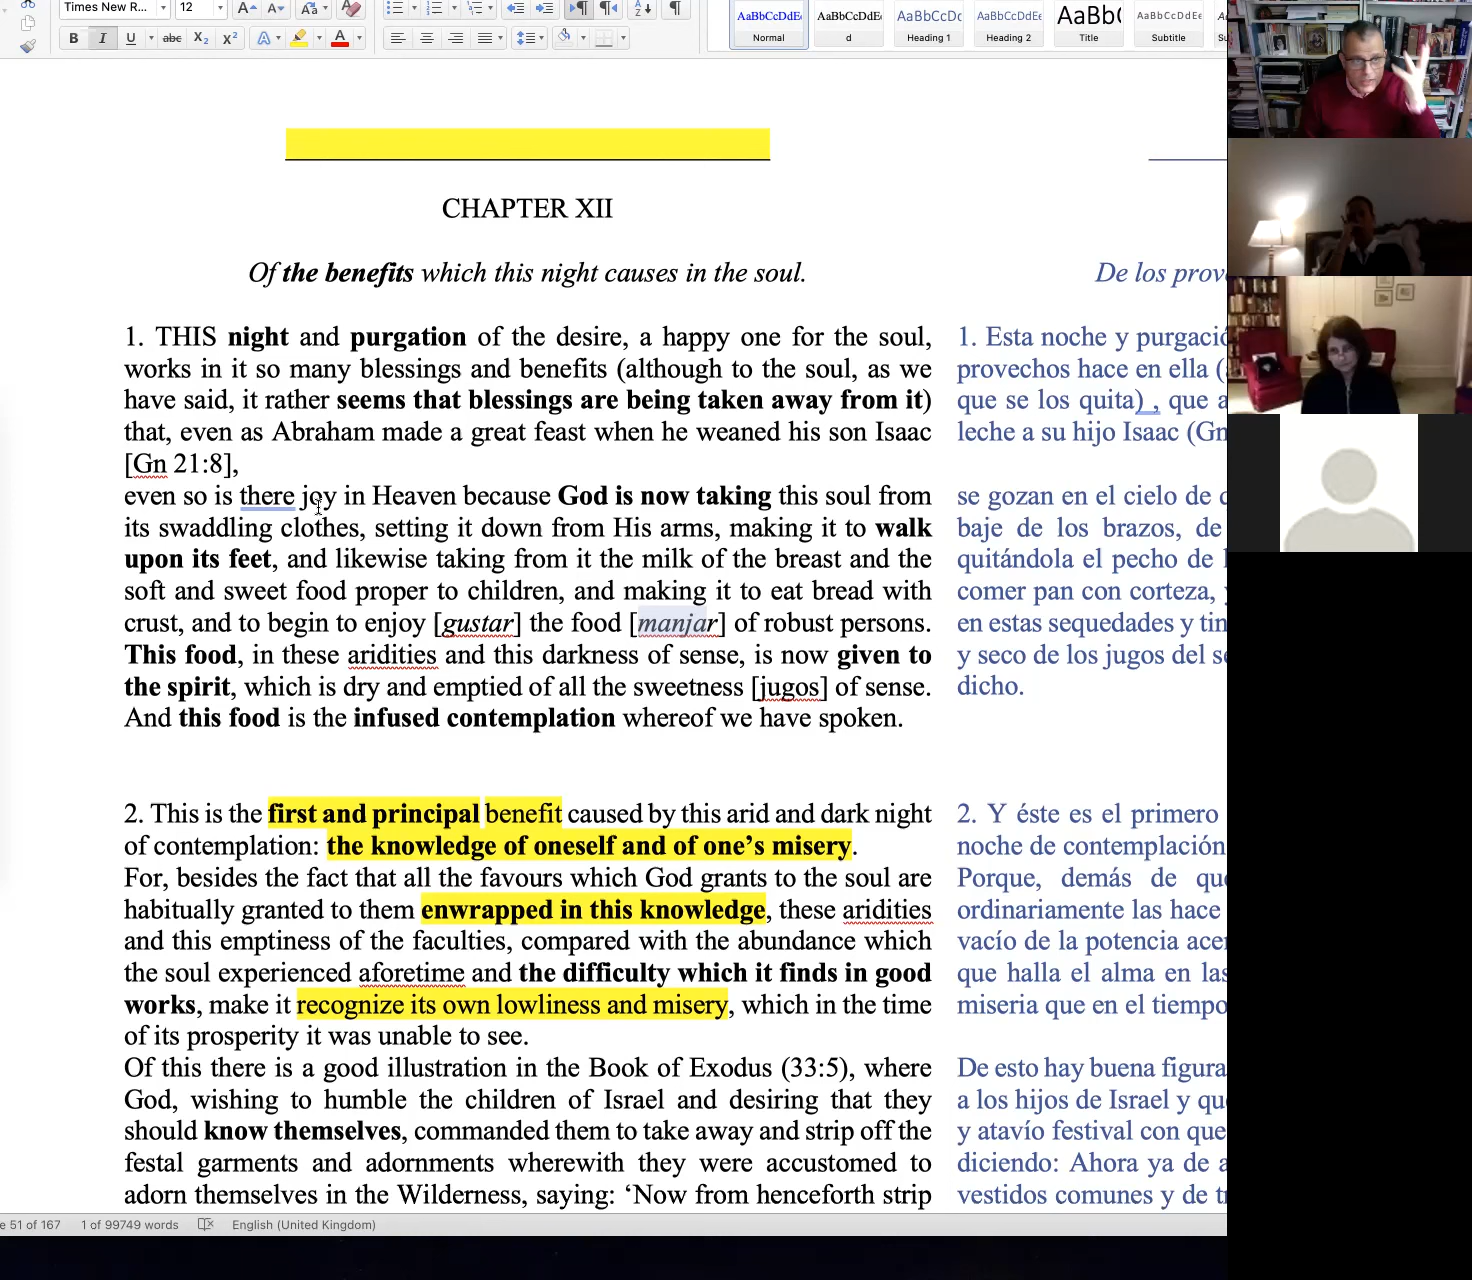 Times New R...
12
A
A
Aa
A
AaBbCcDdE
AaBbCcDdE
AaBbCcDc
AaBbCcDdEe
AaBb(
AaBbCcDdEe
B
I
U
abc
X₂
X²
A
A
Normal
d
Heading 1
Heading 2
Title
Subtitle
CHAPTER XII
Of the benefits which this night causes in the soul.
De los prov
1. THIS night and purgation of the desire, a happy one for the soul,
works in it so many blessings and benefits (although to the soul, as we
have said, it rather seems that blessings are being taken away from it)
that, even as Abraham made a great feast when he weaned his son Isaac
[Gn 21:8],
even so is there joy in Heaven because God is now taking this soul from
its swaddling clothes, setting it down from His arms, making it to walk
upon its feet, and likewise taking from it the milk of the breast and the
soft and sweet food proper to children, and making it to eat bread with
crust, and to begin to enjoy [gustar] the food [manjar] of robust persons.
This food, in these aridities and this darkness of sense, is now given to
the spirit, which is dry and emptied of all the sweetness [jugos] of sense.
And this food is the infused contemplation whereof we have spoken.
1. Esta noche y purgació
provechos hace en ella (
que se los quita) , que a
leche a su hijo Isaac (Gn
se gozan en el cielo de
baje de los brazos, de
quitándola el pecho de
comer pan con corteza,
en estas sequedades y tin
y seco de los jugos del s
dicho.
2. This is the first and principal benefit caused by this arid and dark night
of contemplation: the knowledge of oneself and of one’s misery.
For, besides the fact that all the favours which God grants to the soul are
habitually granted to them enwrapped in this knowledge, these aridities
and this emptiness of the faculties, compared with the abundance which
the soul experienced aforetime and the difficulty which it finds in good
works, make it recognize its own lowliness and misery, which in the time
of its prosperity it was unable to see.
Of this there is a good illustration in the Book of Exodus (33:5), where
God, wishing to humble the children of Israel and desiring that they
should know themselves, commanded them to take away and strip off the
festal garments and adornments wherewith they were accustomed to
adorn themselves in the Wilderness, saying: ‘Now from henceforth strip
2. Y éste es el primero
noche de contemplación
Porque, demás de qu
ordinariamente las hace
vacío de la potencia ace
que halla el alma en las
miseria que en el tiempo
De esto hay buena figura
a los hijos de Israel y qu
y atavío festival con que
diciendo: Ahora ya de a
vestidos comunes y de t
e 51 of 167
1 of 99749 words
English (United Kingdom)